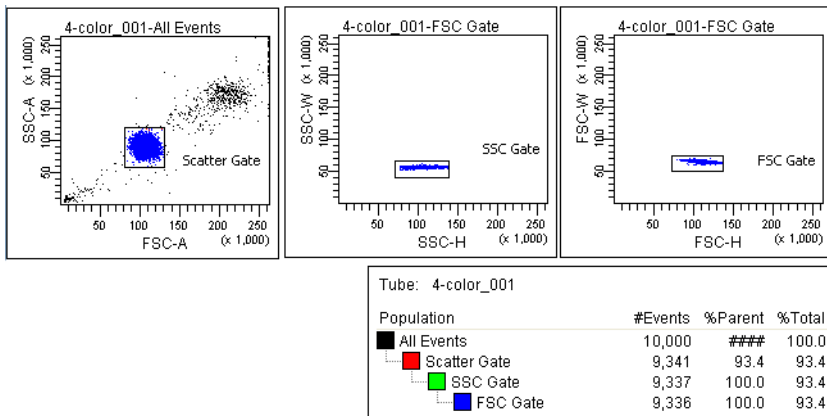 4-color_001-All Events
SSC-A (x 1,000)
50 100 150 200 250
Scatter Gate
50 100 150 200 250
FSC-A (x 1,000)
4-color_001-FSC Gate
SSC-W (x 1,000)
50 100 150 200 250
SSC Gate
50 100 150 200 250
SSC-H (x 1,000)
4-color_001-FSC Gate
FSC-W (x 1,000)
50 100 150 200 250
FSC Gate
50 100 150 200 250
FSC-H (x 1,000)
Tube: 4-color_001
Population #Events %Parent %Total
All Events 10,000 #### 100.0
Scatter Gate 9,341 93.4 93.4
SSC Gate 9,337 100.0 93.4
FSC Gate 9,336 100.0 93.4